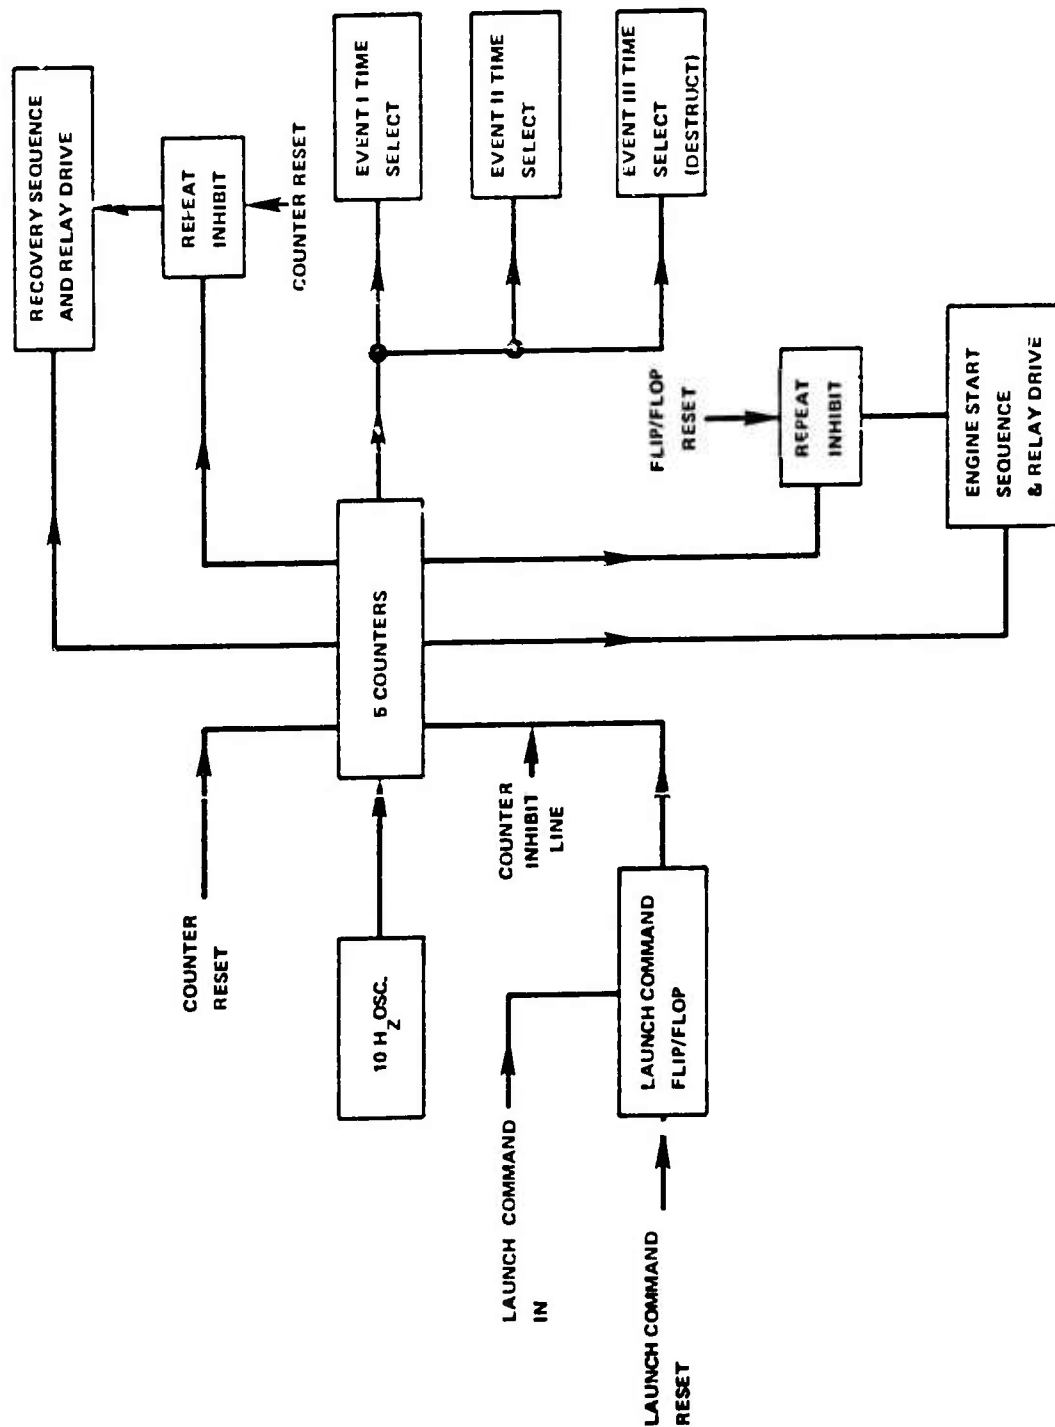 RECOVERY SEQUENCE
AND RELAY DRIVE
REPEAT
INHIBIT
COUNTER RESET
EVENT I TIME
SELECT
EVENT II TIME
SELECT
EVENT III TIME
SELECT
(DESTRUCT)
COUNTER
RESET
10 HZ OSC.
5 COUNTERS
COUNTER
INHIBIT
LINE
FLIP/FLOP
RESET
REPEAT
INHIBIT
ENGINE START
SEQUENCE
& RELAY DRIVE
LAUNCH COMMAND
IN
LAUNCH COMMAND
FLIP/FLOP
LAUNCH COMMAND
RESET